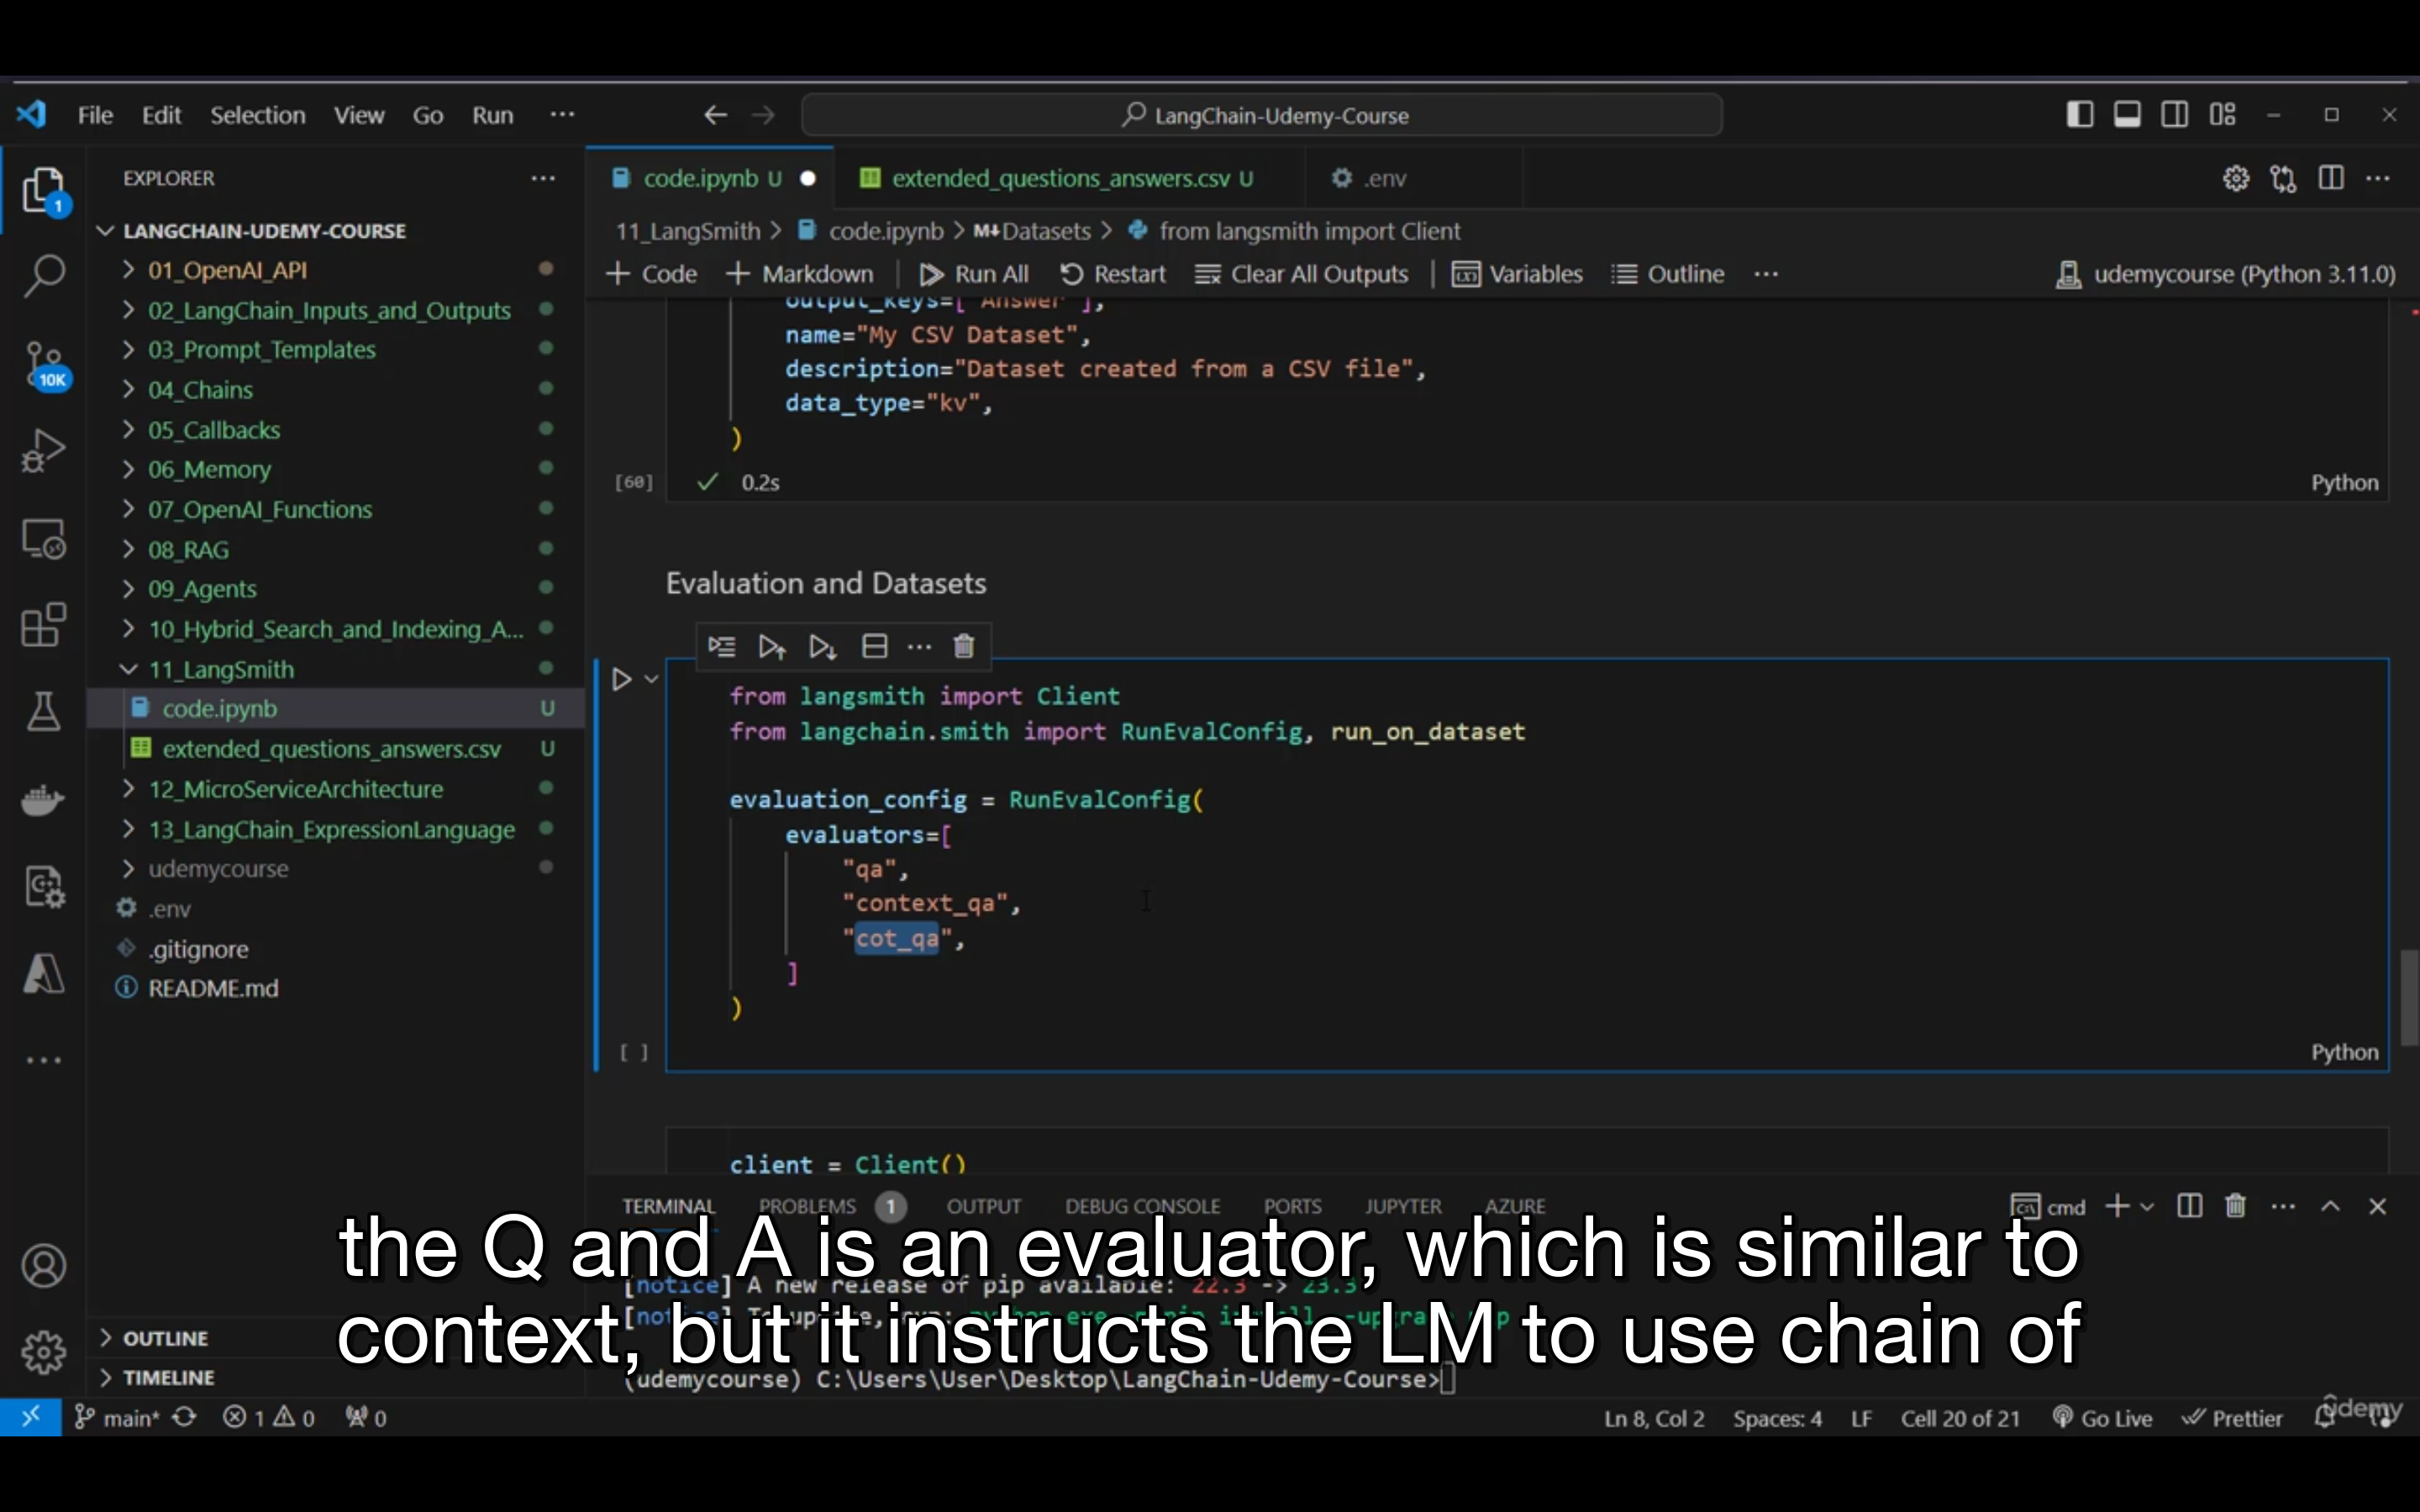 File Edit Selection View Go Run ···
LangChain-Udemy-Course
EXPLORER
LANGCHAIN-UDEMY-COURSE
01_OpenAI_API
02_LangChain_Inputs_and_Outputs
03_Prompt_Templates
04_Chains
05_Callbacks
06_Memory
07_OpenAI_Functions
08_RAG
09_Agents
10_Hybrid_Search_and_Indexing_A...
11_LangSmith
code.ipynb U
extended_questions_answers.csv U
12_MicroServiceArchitecture
13_LangChain_ExpressionLanguage
udemycourse
.env
.gitignore
README.md
OUTLINE
TIMELINE
1
10K
code.ipynb U
extended_questions_answers.csv U
.env
11_LangSmith > code.ipynb > M↓Datasets > from langsmith import Client
+ Code + Markdown | Run All Restart Clear All Outputs | Variables Outline ···
udemycourse (Python 3.11.0)
output_keys=["Answer"],
name="My CSV Dataset",
description="Dataset created from a CSV file",
data_type="kv",
)
[60] ✓ 0.2s Python
Evaluation and Datasets
from langsmith import Client
from langchain.smith import RunEvalConfig, run_on_dataset
evaluation_config = RunEvalConfig(
evaluators=[
"qa",
"context_qa",
"cot_qa",
]
)
[ ] Python
client = Client()
TERMINAL PROBLEMS 1 OUTPUT DEBUG CONSOLE PORTS JUPYTER AZURE
cmd
the Q and A is an evaluator, which is similar to
[notice] A new release of pip available: 22.3 -> 23.3
context, but it instructs the LM to use chain of
(udemycourse) C:\Users\User\Desktop\LangChain-Udemy-Course>
main* 1 0 0
Ln 8, Col 2 Spaces: 4 LF Cell 20 of 21 Go Live Prettier
ûdemy